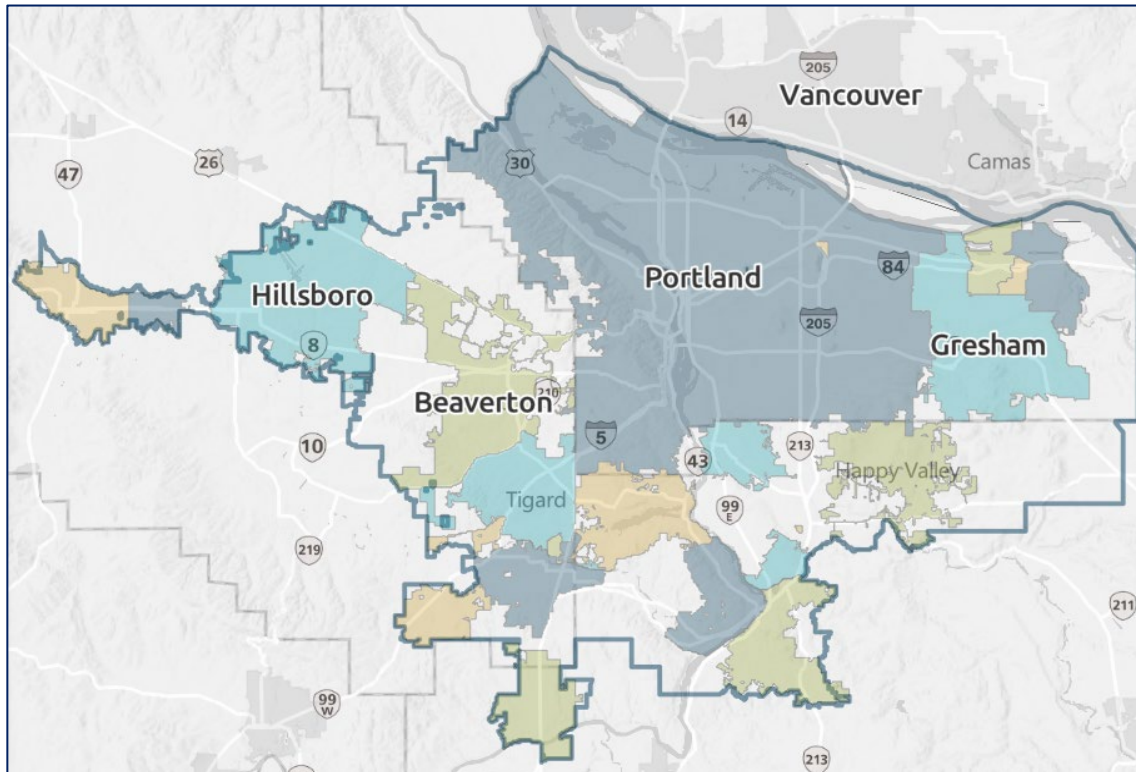 205
Vancouver
14
26
30
Camas
47
Portland
84
Hillsboro
205
8
Gresham
210
Beaverton
5
10
43
213
Happy Valley
Tigard
99
E
219
211
99
W
213